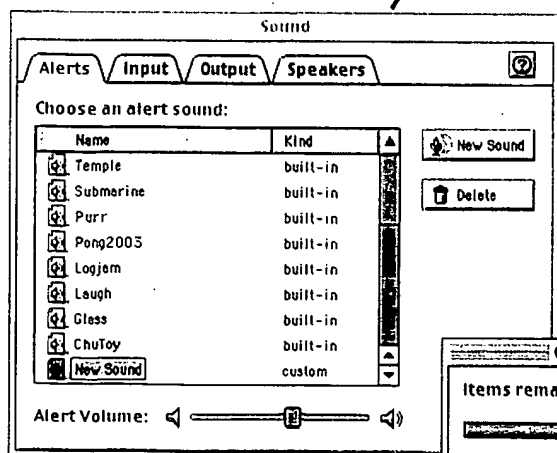 Sound
Alerts Input Output Speakers
Choose an alert sound:
Name Kind
Temple built-in
Submarine built-in
Purr built-in
Pong2003 built-in
Logjam built-in
Laugh built-in
Glass built-in
ChuToy built-in
New Sound custom
New Sound
Delete
Alert Volume:
Items rema